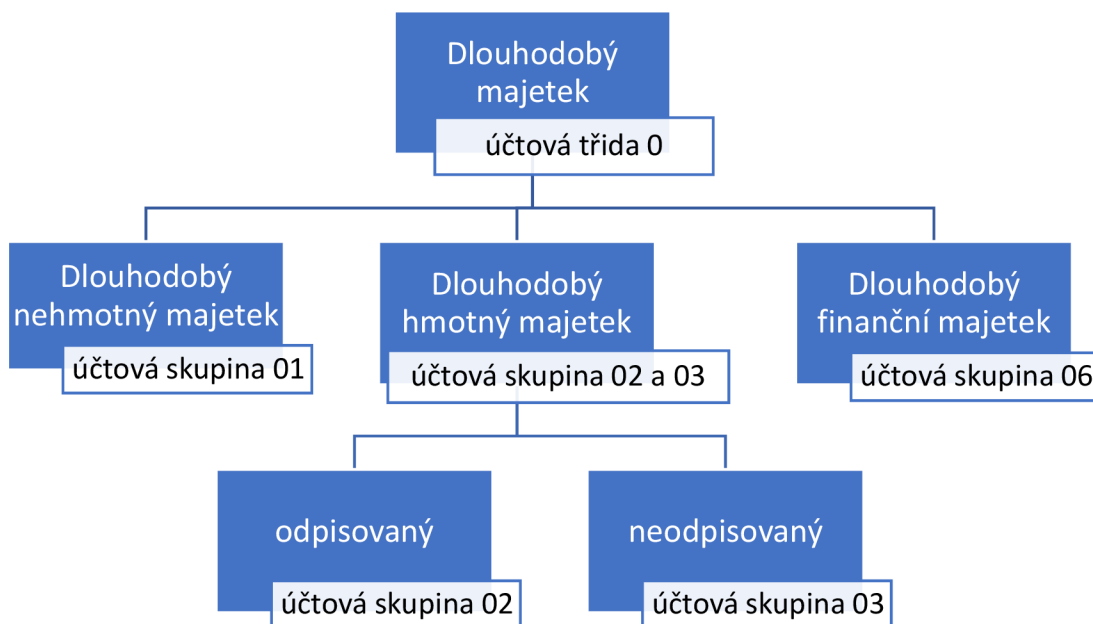 Dlouhodobý
majetek
účtová třida 0
Dlouhodobý
nehmotný majetek
účtová skupina 01
Dlouhodobý
hmotný majetek
účtová skupina 02 a 03
Dlouhodobý
finanční majetek
účtová skupina 06
odpisovaný
účtová skupina 02
neodpisovaný
účtová skupina 03